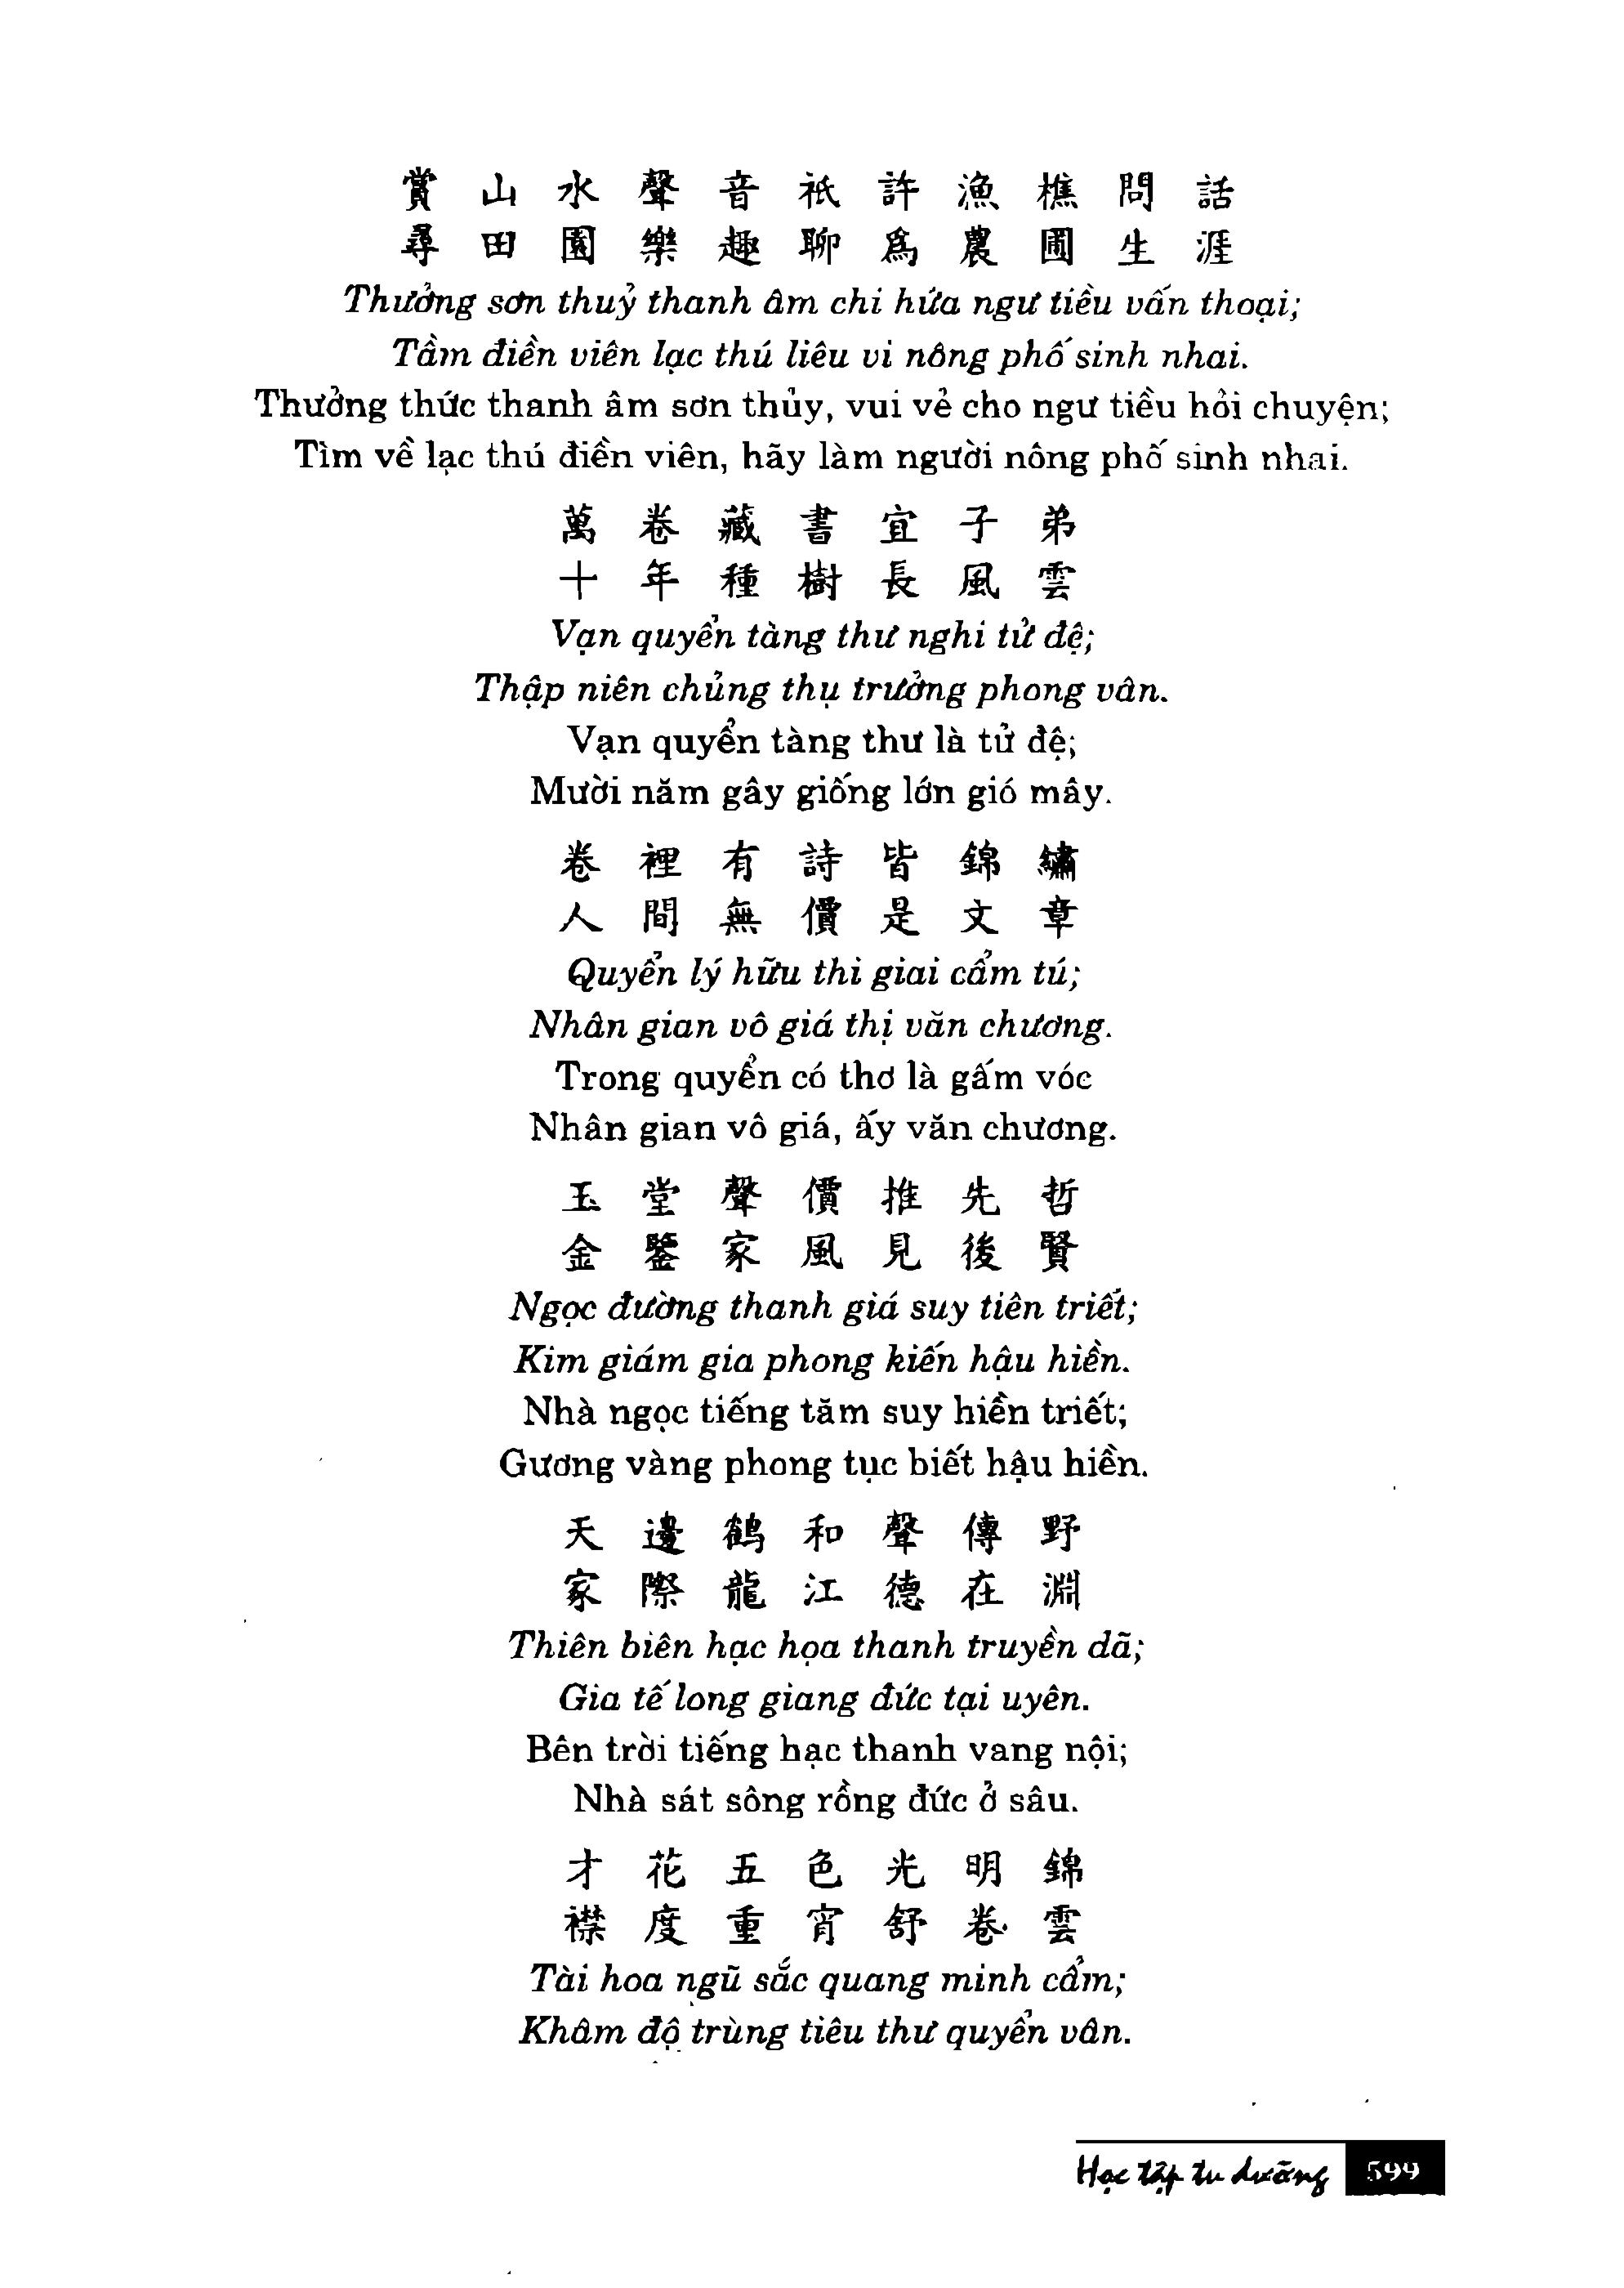 賞山水聲音祇許漁樵問話
尋田園樂趣聊爲農圃生涯
Thưởng sơn thuỷ thanh âm chi hứa ngư tiều vấn thoại;
Tầm điền viên lạc thú liêu vi nông phố sinh nhai.
Thưởng thức thanh âm sơn thủy, vui vẻ cho ngư tiều hỏi chuyện;
Tìm về lạc thú điền viên, hãy làm người nông phố sinh nhai.
萬卷藏書宜子弟
十年種樹長風雲
Vạn quyển tàng thư nghi tử đệ;
Thập niên chủng thụ trưởng phong vân.
Vạn quyển tàng thư là tử đệ;
Mười năm gây giống lớn gió mây.
卷裡有詩皆錦繡
人間無價是文章
Quyển lý hữu thi giai cẩm tú;
Nhân gian vô giá thị văn chương.
Trong quyển có thơ là gấm vóc
Nhân gian vô giá, ấy văn chương.
玉堂聲價推先哲
金鑒家風見後賢
Ngọc đường thanh giá suy tiên triết;
Kim giám gia phong kiến hậu hiền.
Nhà ngọc tiếng tăm suy hiền triết;
Gương vàng phong tục biết hậu hiền.
天邊鶴和聲傳野
家際龍江德在淵
Thiên biên hạc họa thanh truyền dã;
Gia tế long giang đức tại uyên.
Bên trời tiếng hạc thanh vang nội;
Nhà sát sông rồng đức ở sâu.
才花五色光明錦
襟度重宵舒卷雲
Tài hoa ngũ sắc quang minh cẩm;
Khâm độ trùng tiêu thư quyển vân.
Học tập tu dưỡng 599